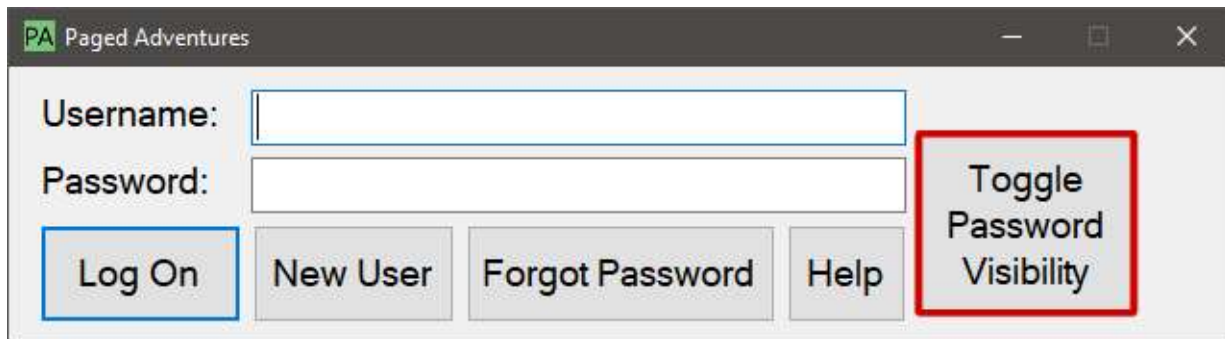 PA Paged Adventures
Username:
Password:
Toggle
Password
Visibility
Log On New User Forgot Password Help